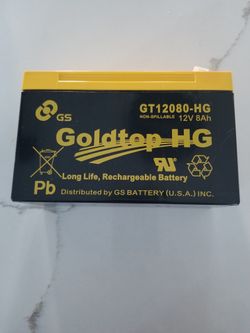 GS
GT12080-HG
NON-SPILLABLE 12V 8Ah
Goldtop HG
Pb
Long Life, Rechargeable Battery
Distributed by GS BATTERY (U.S.A.) INC.